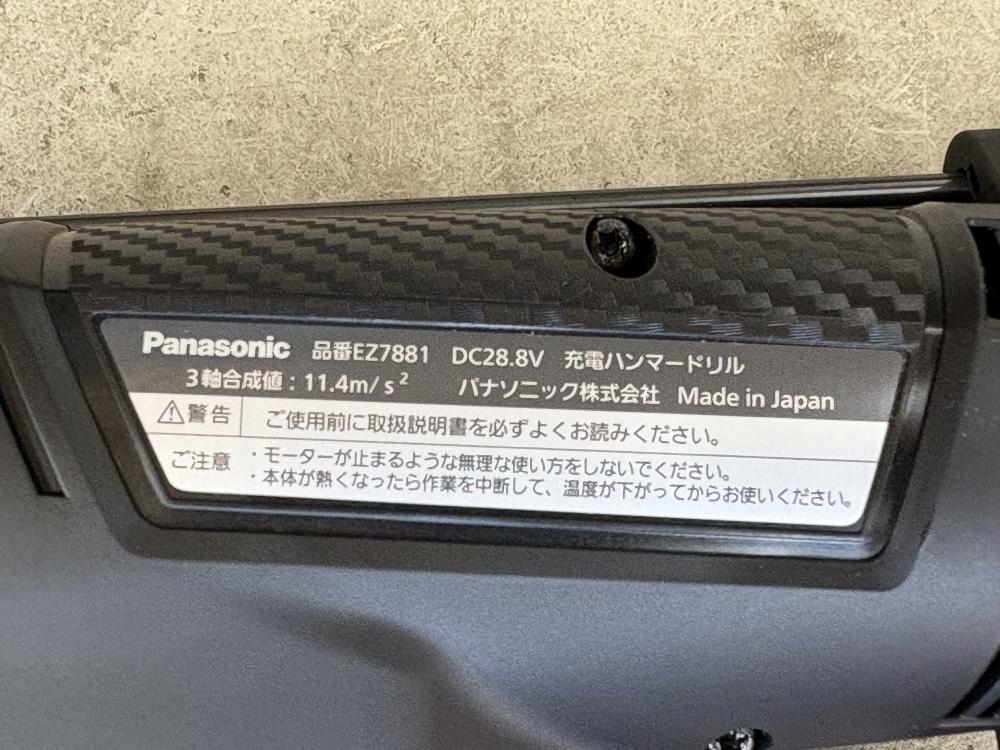 Panasonic 品番EZ7881 DC28.8V 充電ハンマードリル
3軸合成値：11.4m/s² パナソニック株式会社 Made in Japan
⚠警告 ご使用前に取扱説明書を必ずよくお読みください。
ご注意 ・モーターが止まるような無理な使い方をしないでください。
・本体が熱くなったら作業を中断して、温度が下がってからお使いください。